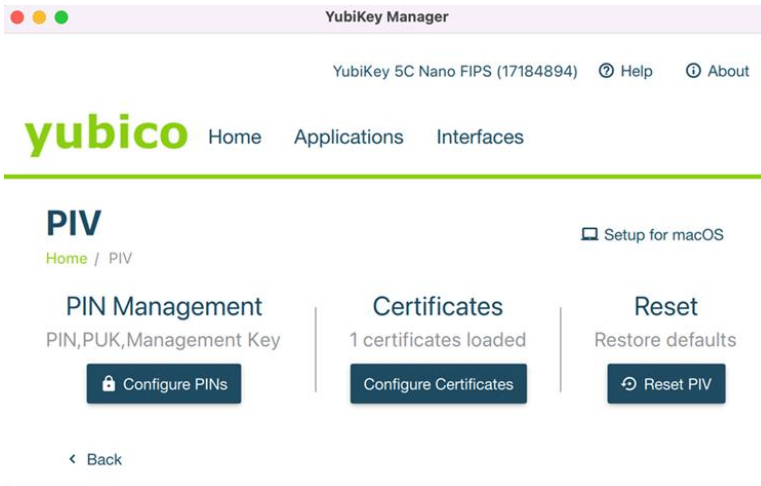 YubiKey Manager
YubiKey 5C Nano FIPS (17184894) Help About
yubico Home Applications Interfaces
PIV
Setup for macOS
Home / PIV
PIN Management Certificates Reset
PIN,PUK,Management Key 1 certificates loaded Restore defaults
Configure PINs Configure Certificates Reset PIV
Back